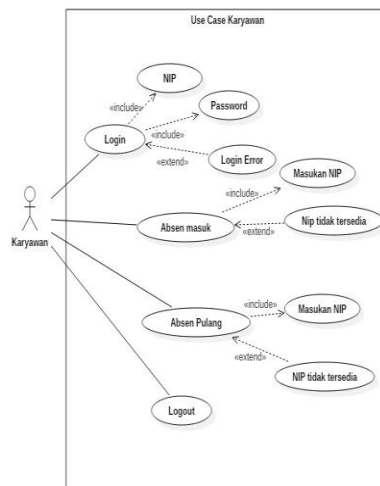 Use Case Karyawan
NIP
«include»
Password
Login
«include»
«extend»
Login Error
Masukan NIP
«include»
Karyawan
Absen masuk
Nip tidak tersedia
«extend»
«include»
Masukan NIP
Absen Pulang
«extend»
NIP tidak tersedia
Logout